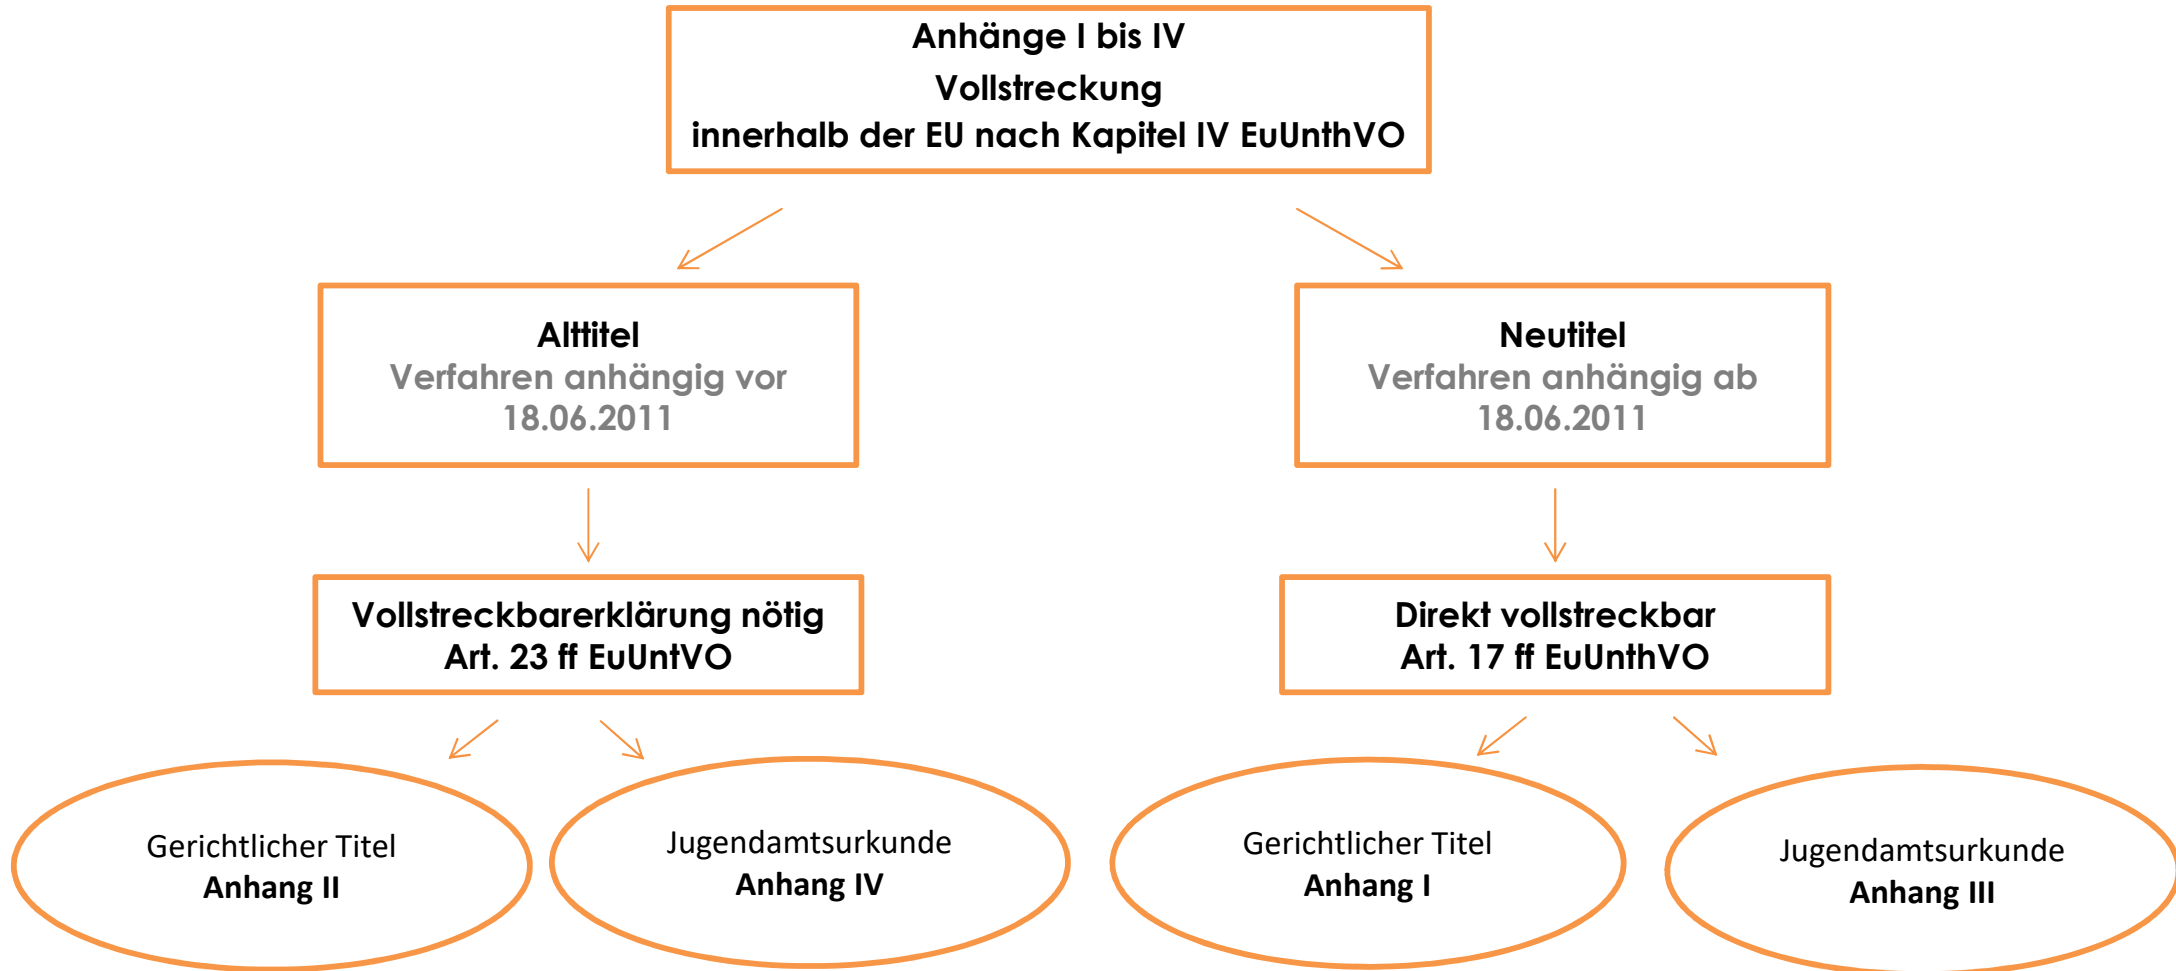 Anhänge I bis IV
Vollstreckung
innerhalb der EU nach Kapitel IV EuUnthVO
Alttitel
Verfahren anhängig vor
18.06.2011
Neutitel
Verfahren anhängig ab
18.06.2011
Vollstreckbarerklärung nötig
Art. 23 ff EuUntVO
Direkt vollstreckbar
Art. 17 ff EuUnthVO
Gerichtlicher Titel
Anhang II
Jugendamtsurkunde
Anhang IV
Gerichtlicher Titel
Anhang I
Jugendamtsurkunde
Anhang III